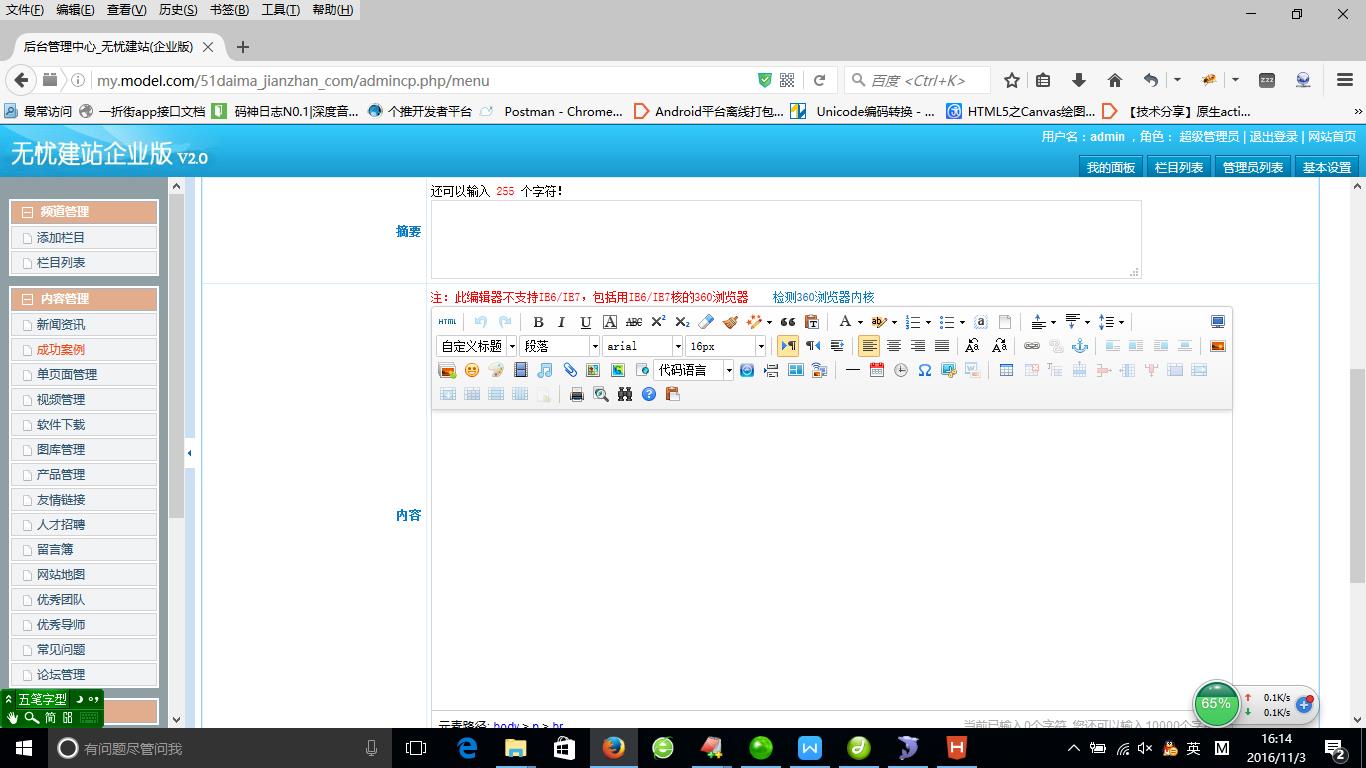 文件(F) 编辑(E) 查看(V) 历史(S) 书签(B) 工具(T) 帮助(H)
后台管理中心_无忧建站(企业版)
my.model.com/51daima_jianzhan_com/admincp.php/menu
百度 <Ctrl+K>
最常访问 一折街app接口文档 码神日志N0.1|深度音... 个推开发者平台 Postman - Chrome... Android平台离线打包... Unicode编码转换 - ... HTML5之Canvas绘图... 【技术分享】原生acti...
用户名：admin ，角色： 超级管理员 | 退出登录 | 网站首页
无忧建站企业版 V2.0
我的面板 栏目列表 管理员列表 基本设置
频道管理
添加栏目
栏目列表
内容管理
新闻资讯
成功案例
单页面管理
视频管理
软件下载
图库管理
产品管理
友情链接
人才招聘
留言簿
网站地图
优秀团队
优秀导师
常见问题
论坛管理
还可以输入 255 个字符!
摘要
注：此编辑器不支持IE6/IE7，包括用IE6/IE7核的360浏览器 检测360浏览器内核
HTML B I U A ABC X² X₂
自定义标题 段落 arial 16px
代码语言
内容
元素路径: body > p > br
当前已输入0个字符, 您还可以输入10000个字
五笔字型
简
65%
0.1K/s
0.1K/s
有问题尽管问我
英 M
16:14
2016/11/3
2